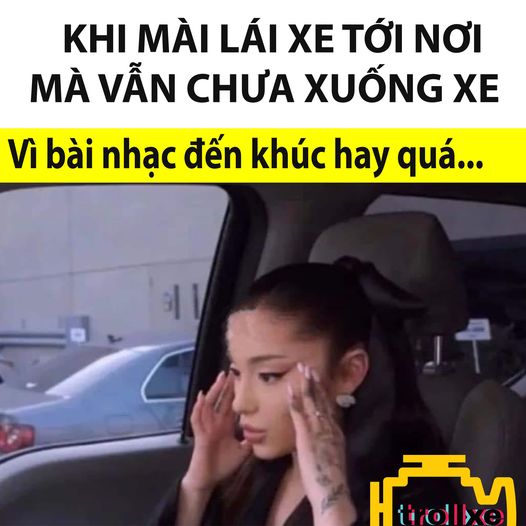 KHI MÀI LÁI XE TỚI NƠI
MÀ VẪN CHƯA XUỐNG XE
Vì bài nhạc đến khúc hay quá...
trollxe